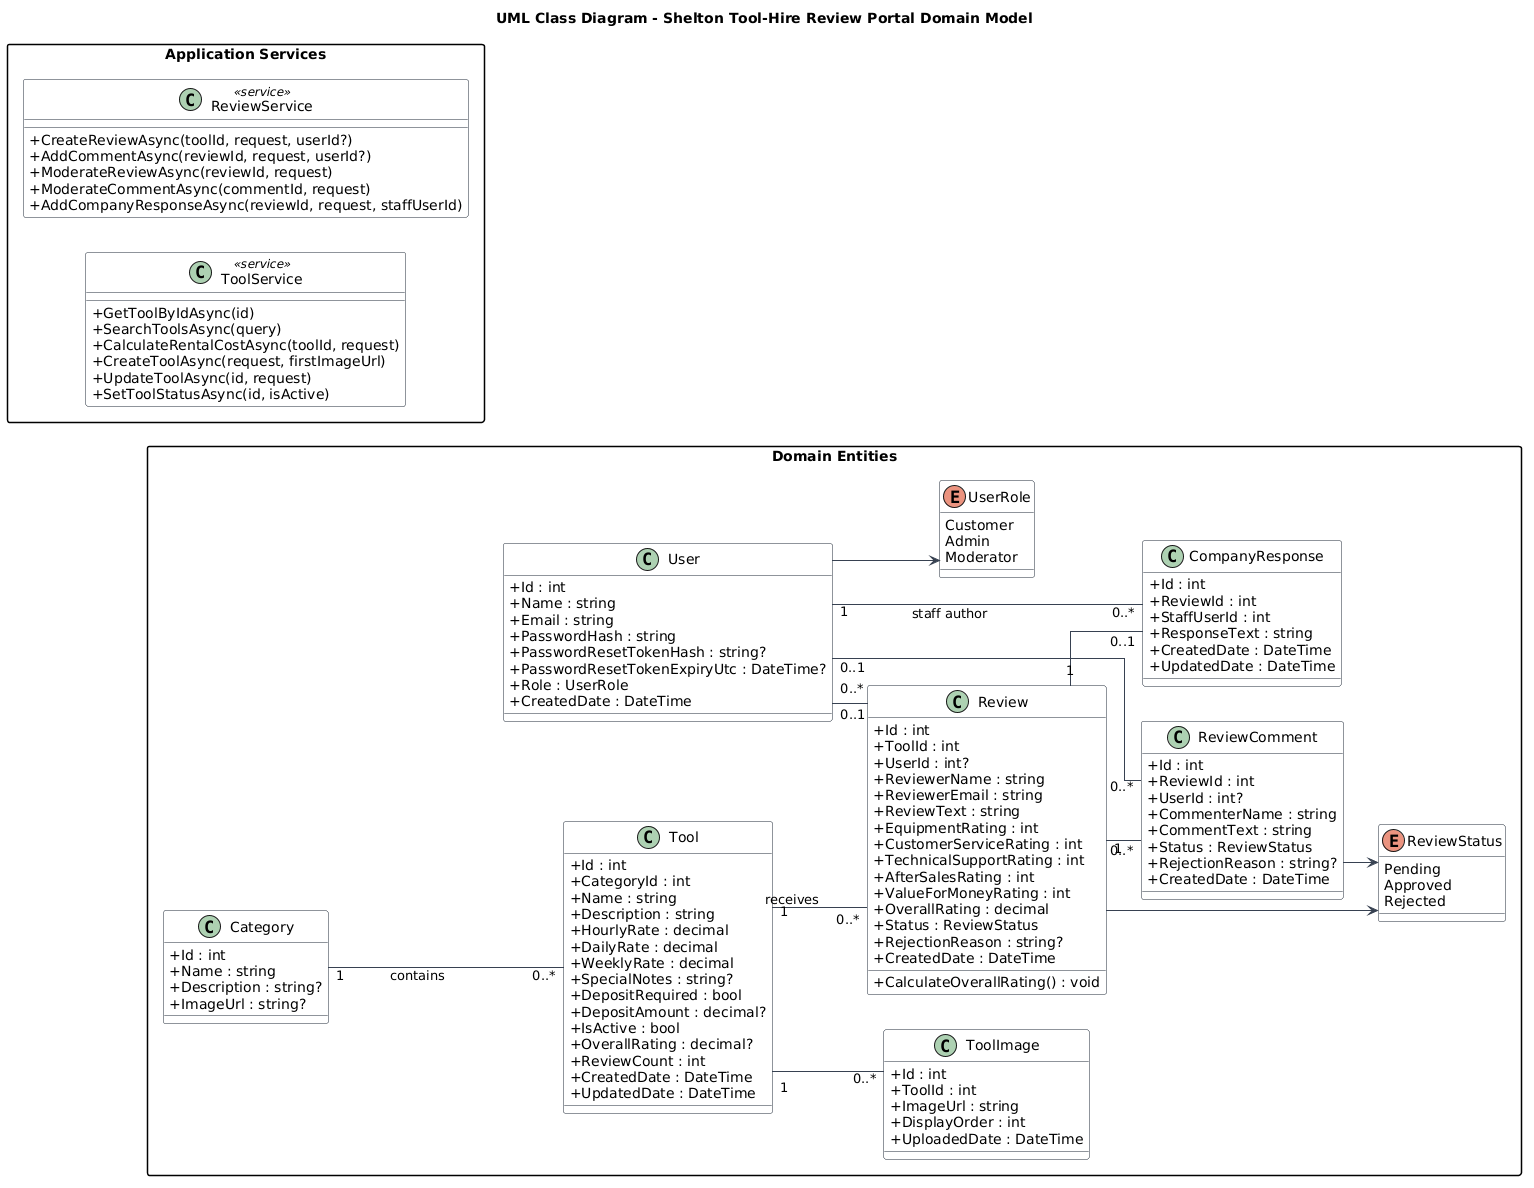 UML Class Diagram - Shelton Tool-Hire Review Portal Domain Model
Application Services
C
«service»
ReviewService
+CreateReviewAsync(toolId, request, userId?)
+AddCommentAsync(reviewId, request, userId?)
+ModerateReviewAsync(reviewId, request)
+ModerateCommentAsync(commentId, request)
+AddCompanyResponseAsync(reviewId, request, staffUserId)
C
«service»
ToolService
+GetToolByIdAsync(id)
+SearchToolsAsync(query)
+CalculateRentalCostAsync(toolId, request)
+CreateToolAsync(request, firstImageUrl)
+UpdateToolAsync(id, request)
+SetToolStatusAsync(id, isActive)
Domain Entities
E UserRole
Customer
Admin
Moderator
C User
+Id : int
+Name : string
+Email : string
+PasswordHash : string
+PasswordResetTokenHash : string?
+PasswordResetTokenExpiryUtc : DateTime?
+Role : UserRole
+CreatedDate : DateTime
1
staff author
0..*
0..1
1
0..1
0..*
0..1
0..*
C CompanyResponse
+Id : int
+ReviewId : int
+StaffUserId : int
+ResponseText : string
+CreatedDate : DateTime
+UpdatedDate : DateTime
C Review
+Id : int
+ToolId : int
+UserId : int?
+ReviewerName : string
+ReviewerEmail : string
+ReviewText : string
+EquipmentRating : int
+CustomerServiceRating : int
+TechnicalSupportRating : int
+AfterSalesRating : int
+ValueForMoneyRating : int
+OverallRating : decimal
+Status : ReviewStatus
+RejectionReason : string?
+CreatedDate : DateTime
+CalculateOverallRating() : void
1
0..*
C ReviewComment
+Id : int
+ReviewId : int
+UserId : int?
+CommenterName : string
+CommentText : string
+Status : ReviewStatus
+RejectionReason : string?
+CreatedDate : DateTime
E ReviewStatus
Pending
Approved
Rejected
C Tool
+Id : int
+CategoryId : int
+Name : string
+Description : string
+HourlyRate : decimal
+DailyRate : decimal
+WeeklyRate : decimal
+SpecialNotes : string?
+DepositRequired : bool
+DepositAmount : decimal?
+IsActive : bool
+OverallRating : decimal?
+ReviewCount : int
+CreatedDate : DateTime
+UpdatedDate : DateTime
receives
1
0..*
C Category
+Id : int
+Name : string
+Description : string?
+ImageUrl : string?
1
contains
0..*
1
0..*
C ToolImage
+Id : int
+ToolId : int
+ImageUrl : string
+DisplayOrder : int
+UploadedDate : DateTime